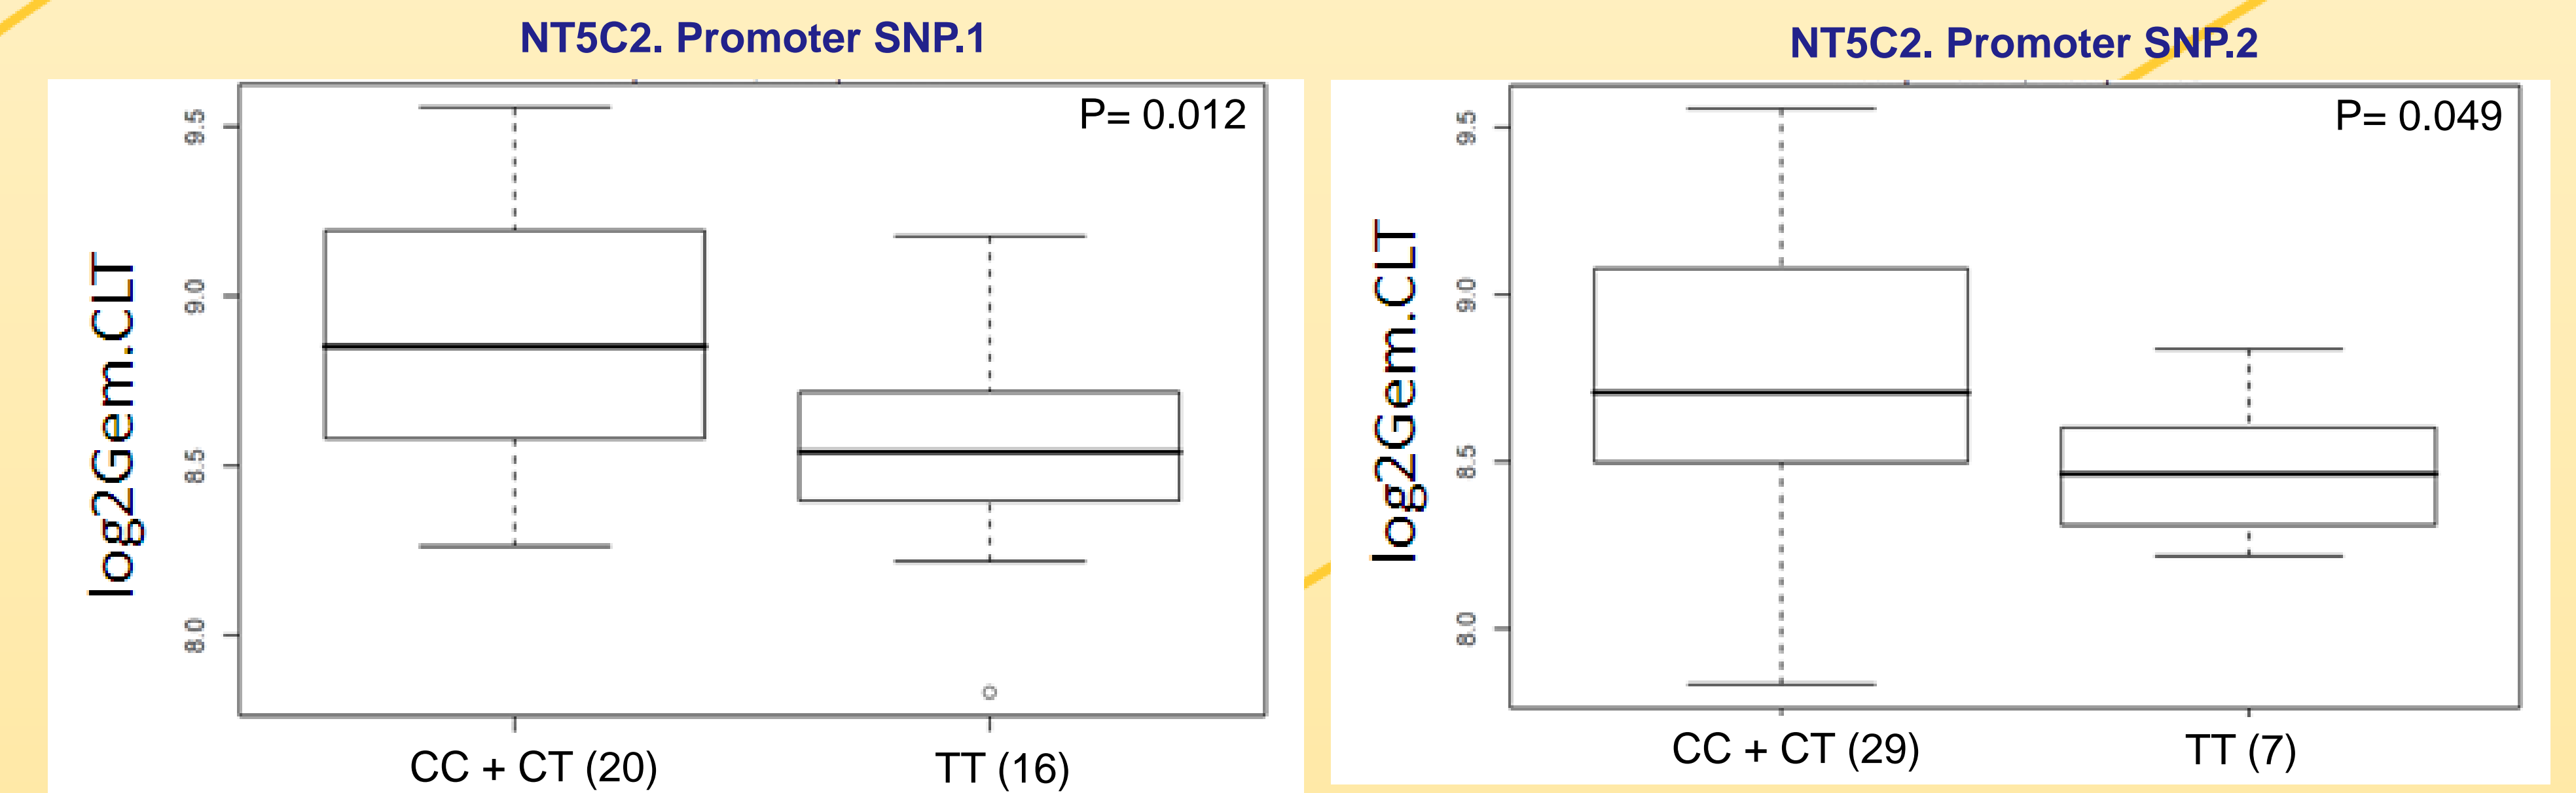 NT5C2. Promoter SNP.1
P= 0.012
log2Gem.CLT
9.5
9.0
8.5
8.0
CC + CT (20)
TT (16)
NT5C2. Promoter SNP.2
P= 0.049
log2Gem.CLT
9.5
9.0
8.5
8.0
CC + CT (29)
TT (7)